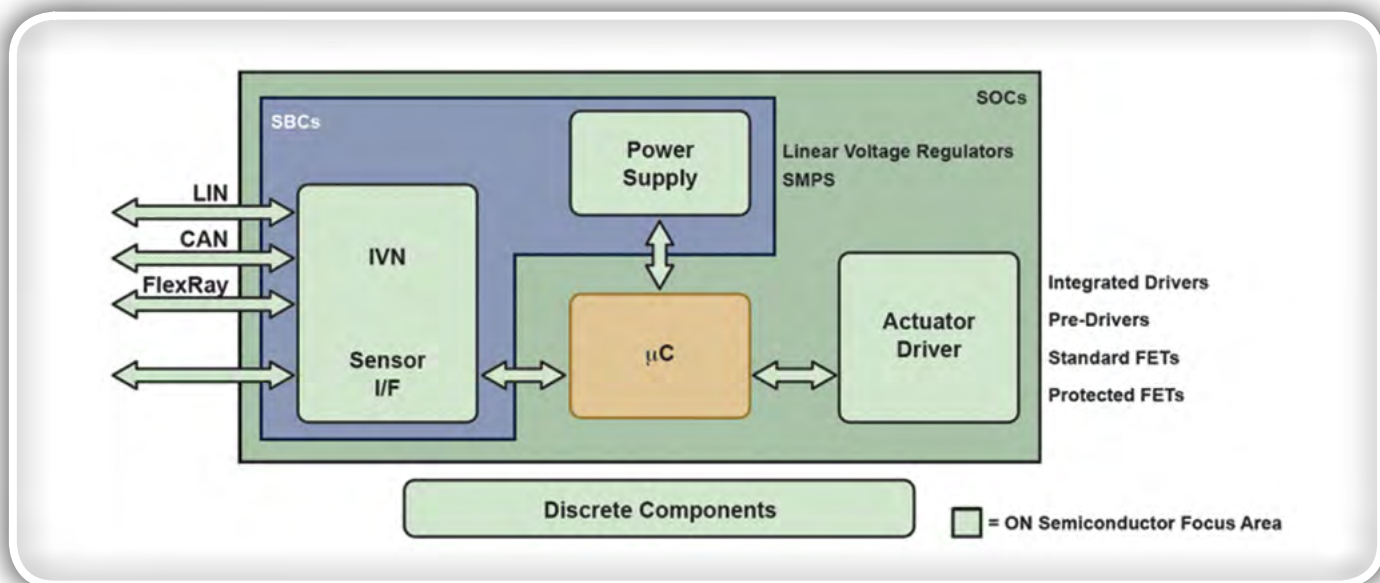 SOCs
SBCs
Power
Supply
Linear Voltage Regulators
SMPS
LIN
CAN
FlexRay
IVN
Sensor
I/F
µC
Actuator
Driver
Integrated Drivers
Pre-Drivers
Standard FETs
Protected FETs
Discrete Components
= ON Semiconductor Focus Area